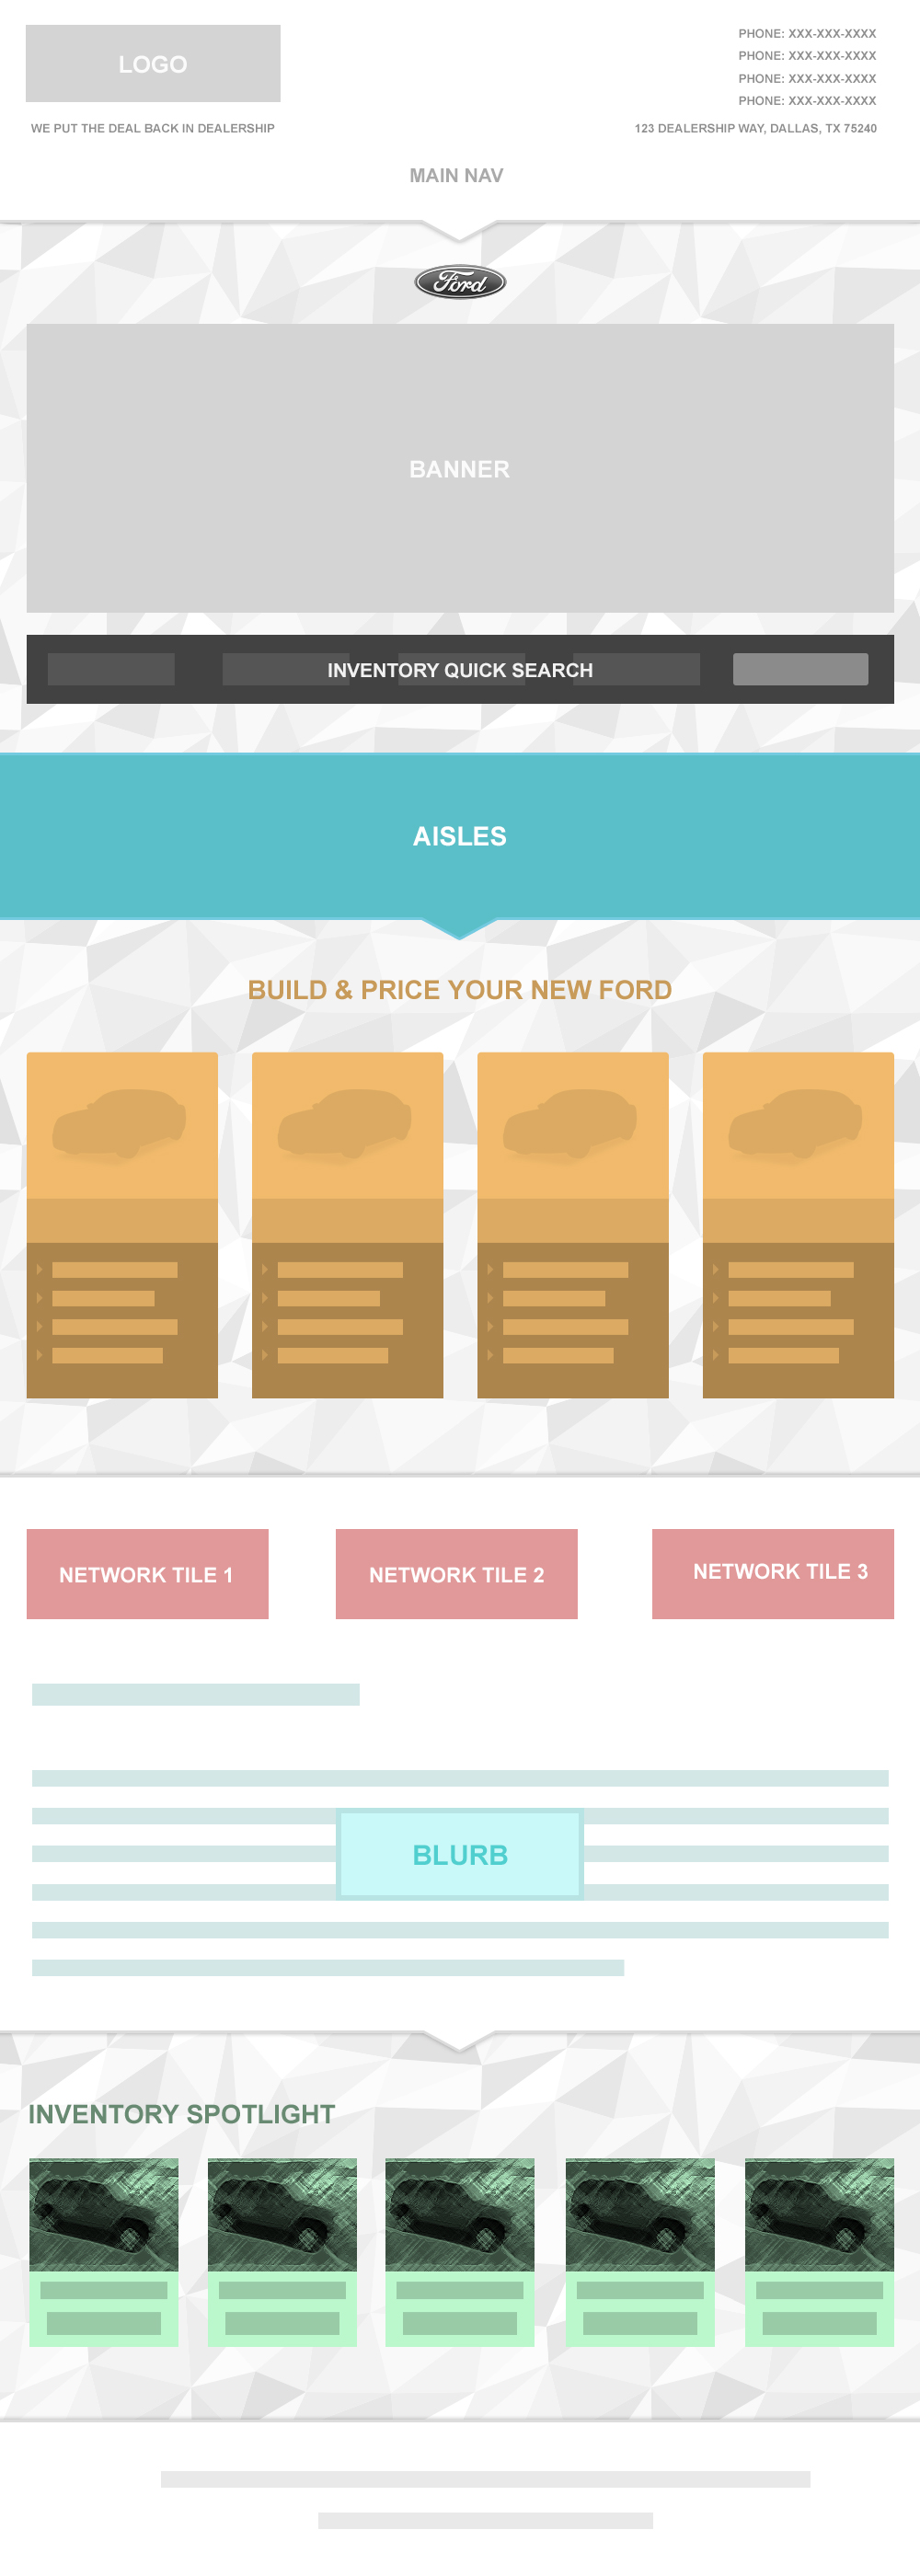 LOGO
WE PUT THE DEAL BACK IN DEALERSHIP
PHONE: XXX-XXX-XXXX
PHONE: XXX-XXX-XXXX
PHONE: XXX-XXX-XXXX
PHONE: XXX-XXX-XXXX
123 DEALERSHIP WAY, DALLAS, TX 75240
MAIN NAV
Ford
BANNER
INVENTORY QUICK SEARCH
AISLES
BUILD & PRICE YOUR NEW FORD
NETWORK TILE 1
NETWORK TILE 2
NETWORK TILE 3
BLURB
INVENTORY SPOTLIGHT